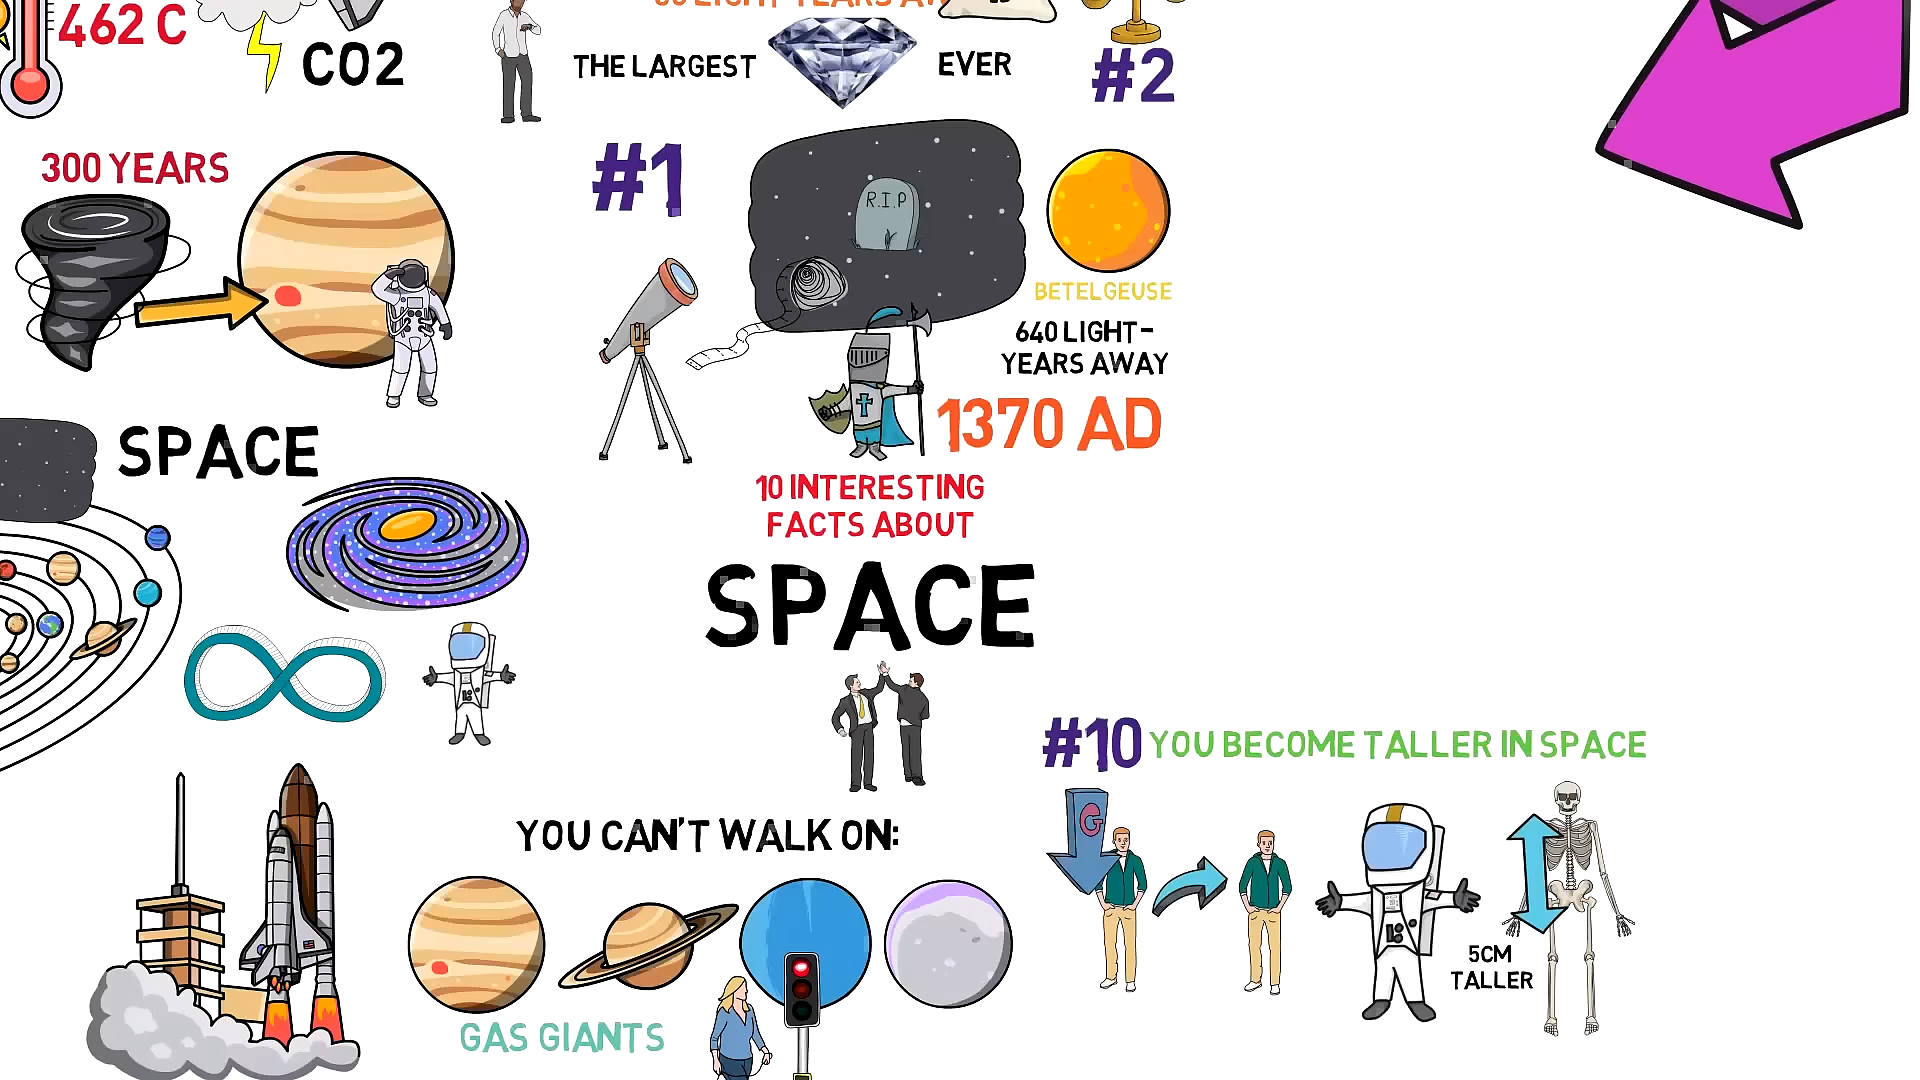 462 C
CO2
THE LARGEST
EVER
#2
300 YEARS
#1
R.I.P
BETELGEUSE
640 LIGHT-
YEARS AWAY
1370 AD
SPACE
10 INTERESTING
FACTS ABOUT
SPACE
#10 YOU BECOME TALLER IN SPACE
G
YOU CAN'T WALK ON:
5CM
TALLER
GAS GIANTS